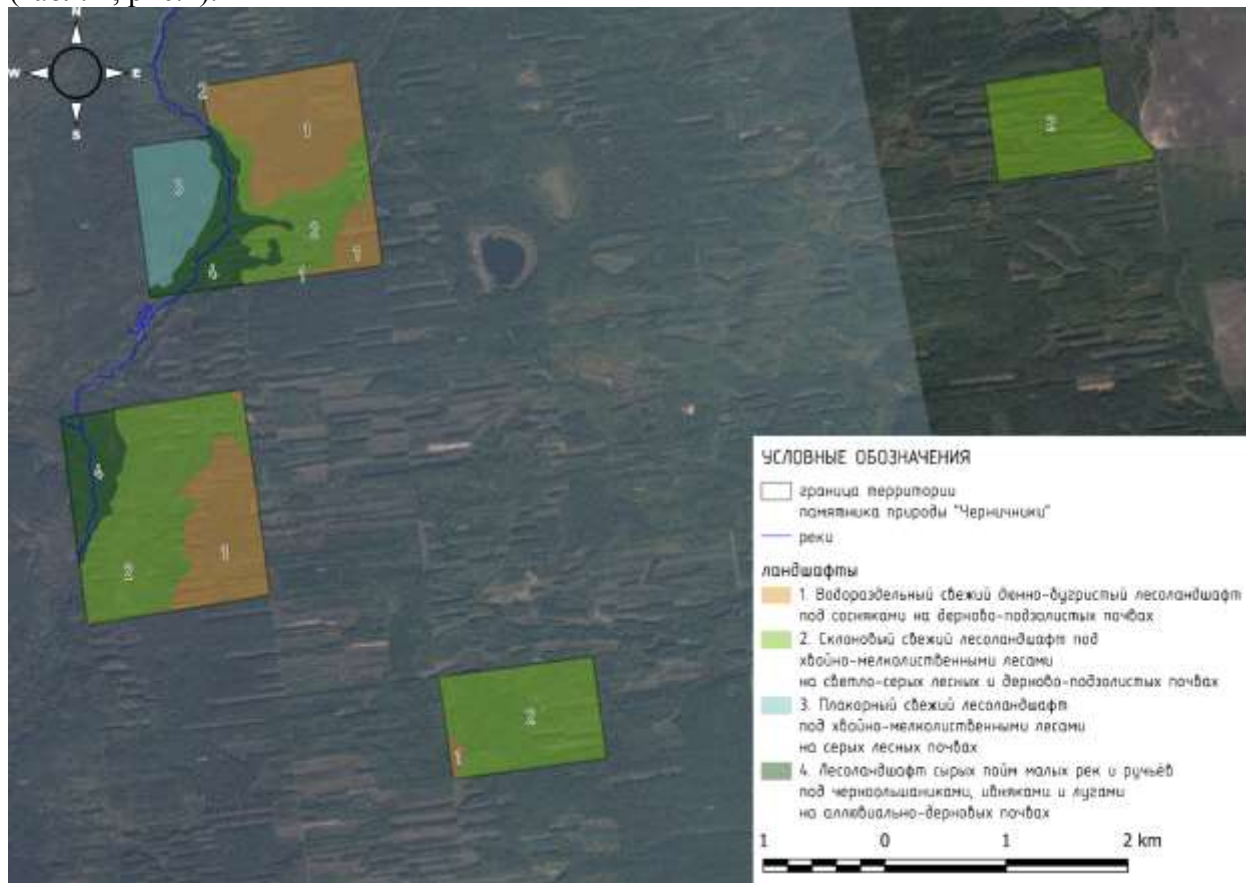 N
W
E
S
2
1
3
2
1
4
1
2
4
1
2
2
1
УСЛОВНЫЕ ОБОЗНАЧЕНИЯ
граница территории
памятника природы "Черничники"
реки
ландшафты
1. Водораздельный свежий дюнно-бугристый лесоландшафт
под сосняками на дерново-подзолистых почвах
2. Склоновый свежий лесоландшафт под
хвойно-мелколиственными лесами
на светло-серых лесных и дерново-подзолистых почвах
3. Плакорный свежий лесоландшафт
под хвойно-мелколиственными лесами
на серых лесных почвах
4. Лесоландшафт сырых пойм малых рек и ручьёв
под черноольшаниками, ивняками и лугами
на аллювиально-дерновых почвах
1 0 1 2 km